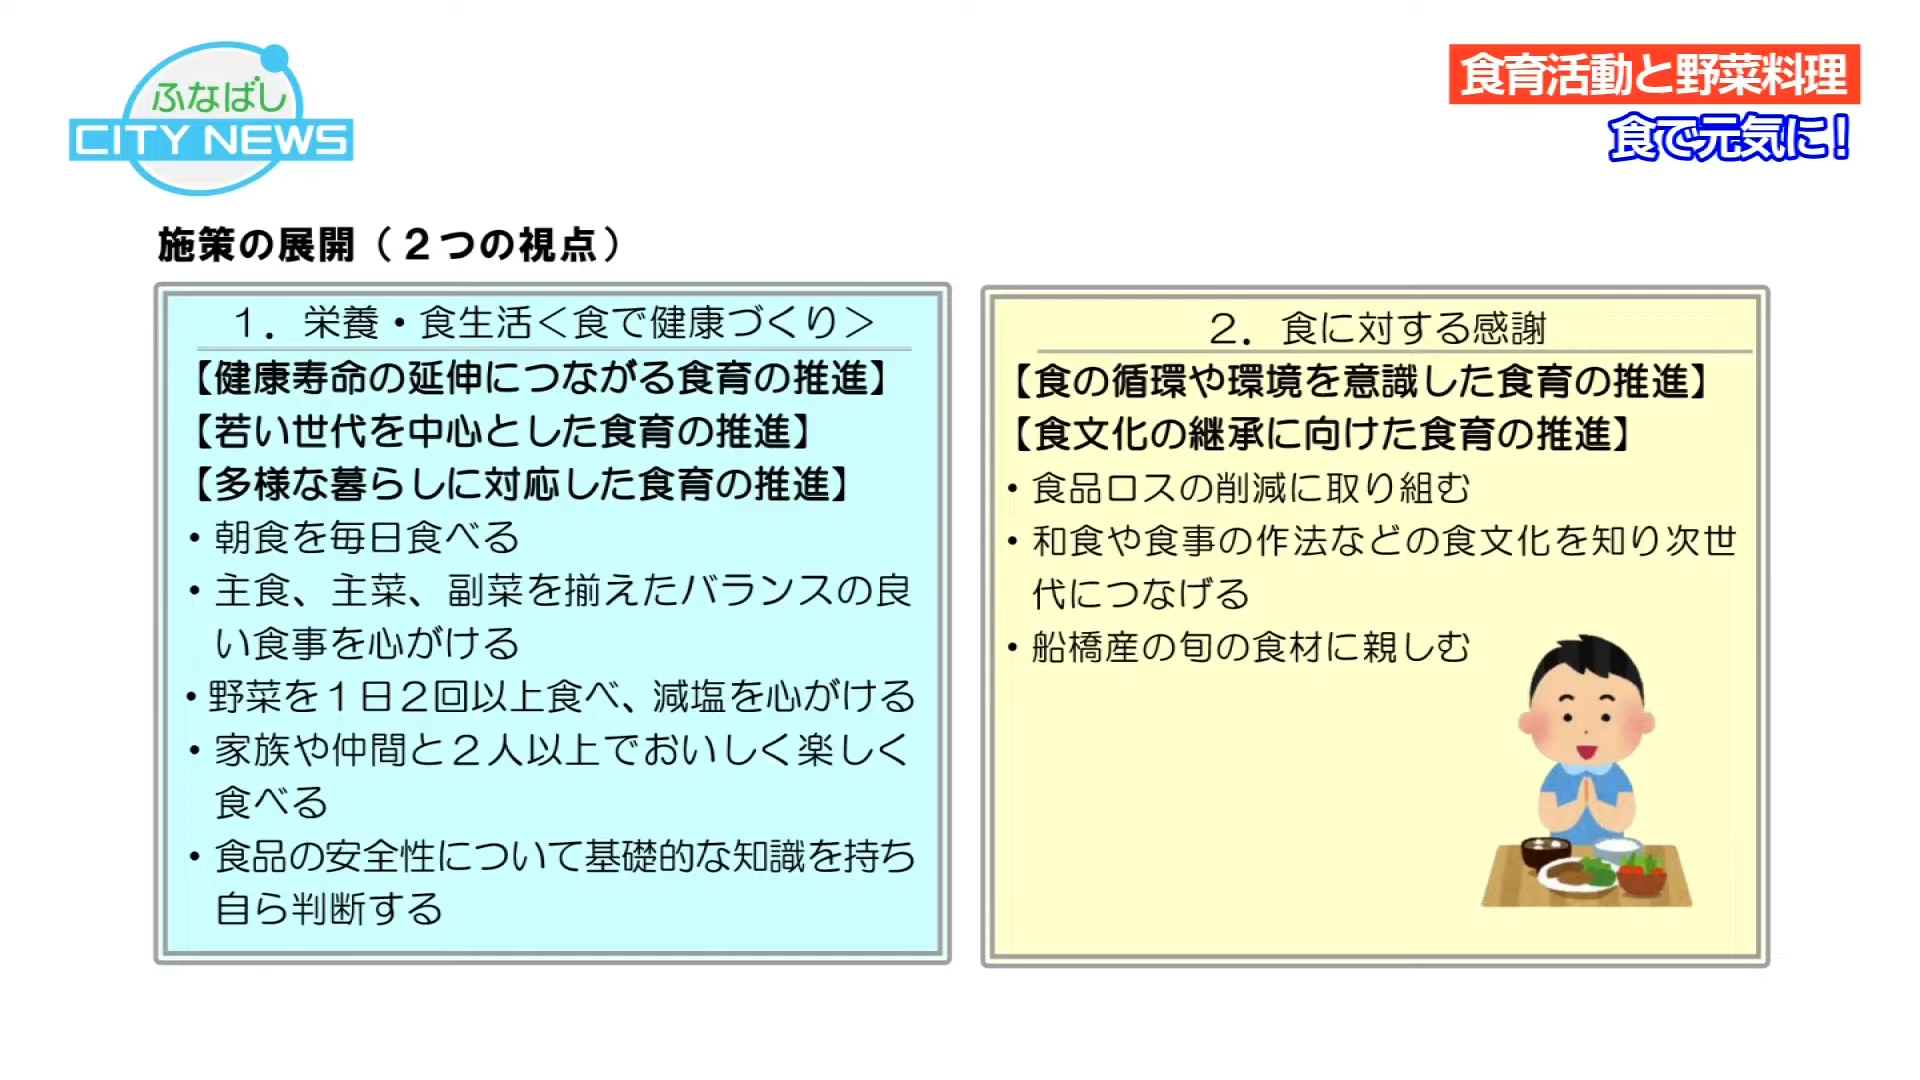 ふなばし
CITY NEWS
食育活動と野菜料理
食で元気に！
施策の展開（２つの視点）
１．栄養・食生活＜食で健康づくり＞
【健康寿命の延伸につながる食育の推進】
【若い世代を中心とした食育の推進】
【多様な暮らしに対応した食育の推進】
・朝食を毎日食べる
・主食、主菜、副菜を揃えたバランスの良
い食事を心がける
・野菜を１日２回以上食べ、減塩を心がける
・家族や仲間と２人以上でおいしく楽しく
食べる
・食品の安全性について基礎的な知識を持ち
自ら判断する
２．食に対する感謝
【食の循環や環境を意識した食育の推進】
【食文化の継承に向けた食育の推進】
・食品ロスの削減に取り組む
・和食や食事の作法などの食文化を知り次世
代につなげる
・船橋産の旬の食材に親しむ